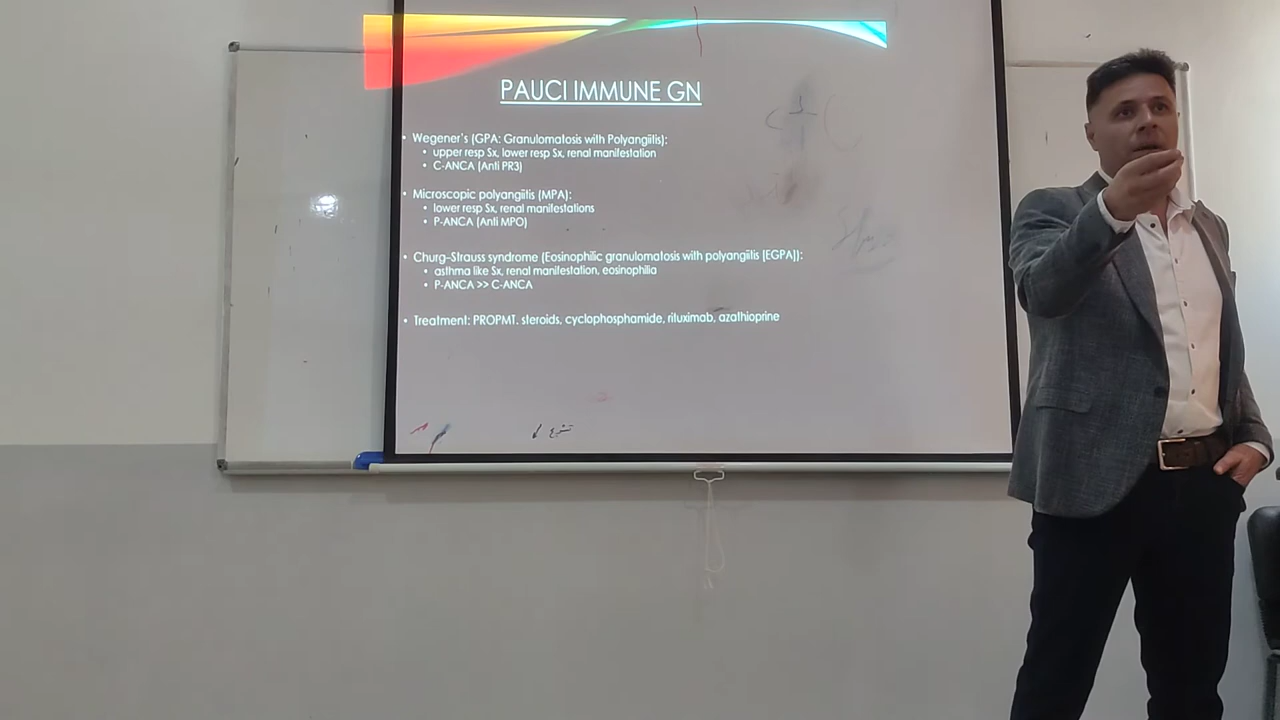 PAUCI IMMUNE GN
• Wegener's (GPA: Granulomatosis with Polyangiitis):
• upper resp Sx, lower resp Sx, renal manifestation
• C-ANCA (Anti PR3)
• Microscopic polyangiitis (MPA):
• lower resp Sx, renal manifestations
• P-ANCA (Anti MPO)
• Churg-Strauss syndrome (Eosinophilic granulomatosis with polyangiitis [EGPA]):
• asthma like Sx, renal manifestation, eosinophilia
• P-ANCA >> C-ANCA
• Treatment: PROPMT. steroids, cyclophosphamide, rituximab, azathioprine